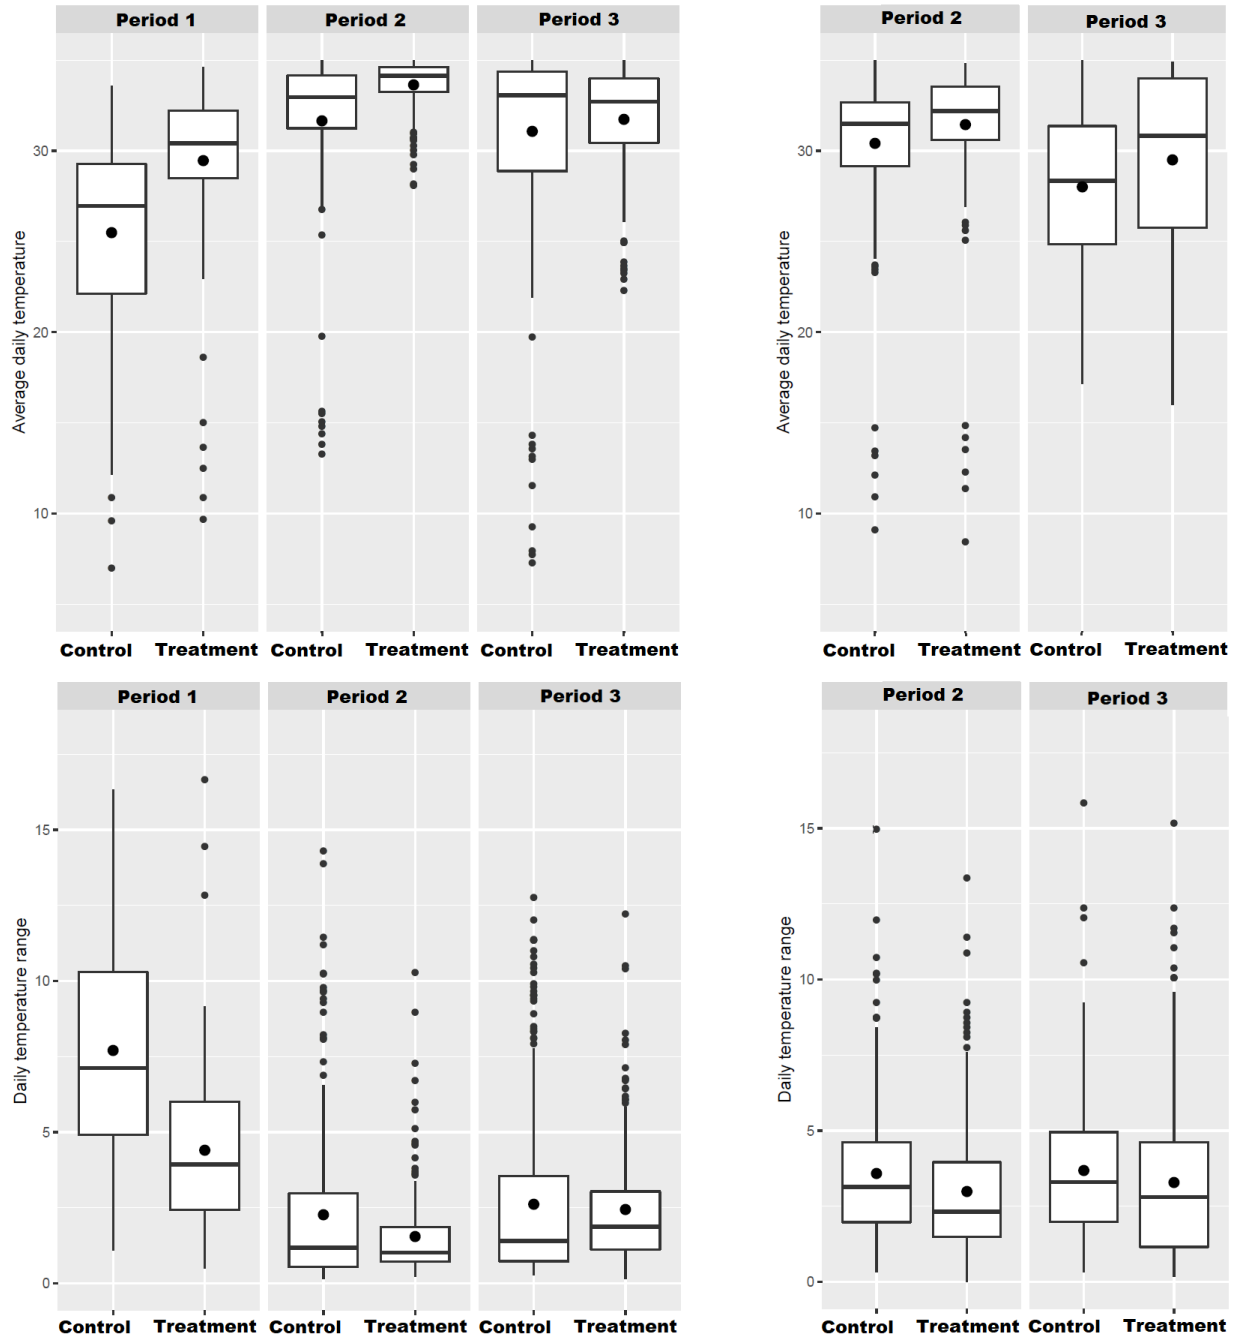 Period 1 Period 2 Period 3
Period 2 Period 3
Average daily temperature
30
20
10
Control Treatment Control Treatment Control Treatment
Average daily temperature
30
20
10
Control Treatment Control Treatment
Period 1 Period 2 Period 3
Period 2 Period 3
Daily temperature range
15
10
5
0
Control Treatment Control Treatment Control Treatment
Daily temperature range
15
10
5
0
Control Treatment Control Treatment